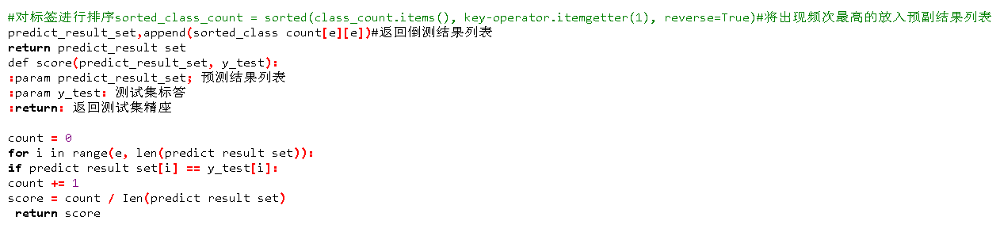 #对标签进行排序sorted_class_count = sorted(class_count.items(), key-operator.itemgetter(1), reverse=True)#将出现频次最高的放入预副结果列表
predict_result_set,append(sorted_class count[e][e])#返回倒测结果列表
return predict_result set
def score(predict_result_set, y_test):
:param predict_result_set; 预测结果列表
:param y_test: 测试集标答
:return: 返回测试集精座
count = 0
for i in range(e, len(predict result set)):
if predict result set[i] == y_test[i]:
count += 1
score = count / Ien(predict result set)
return score